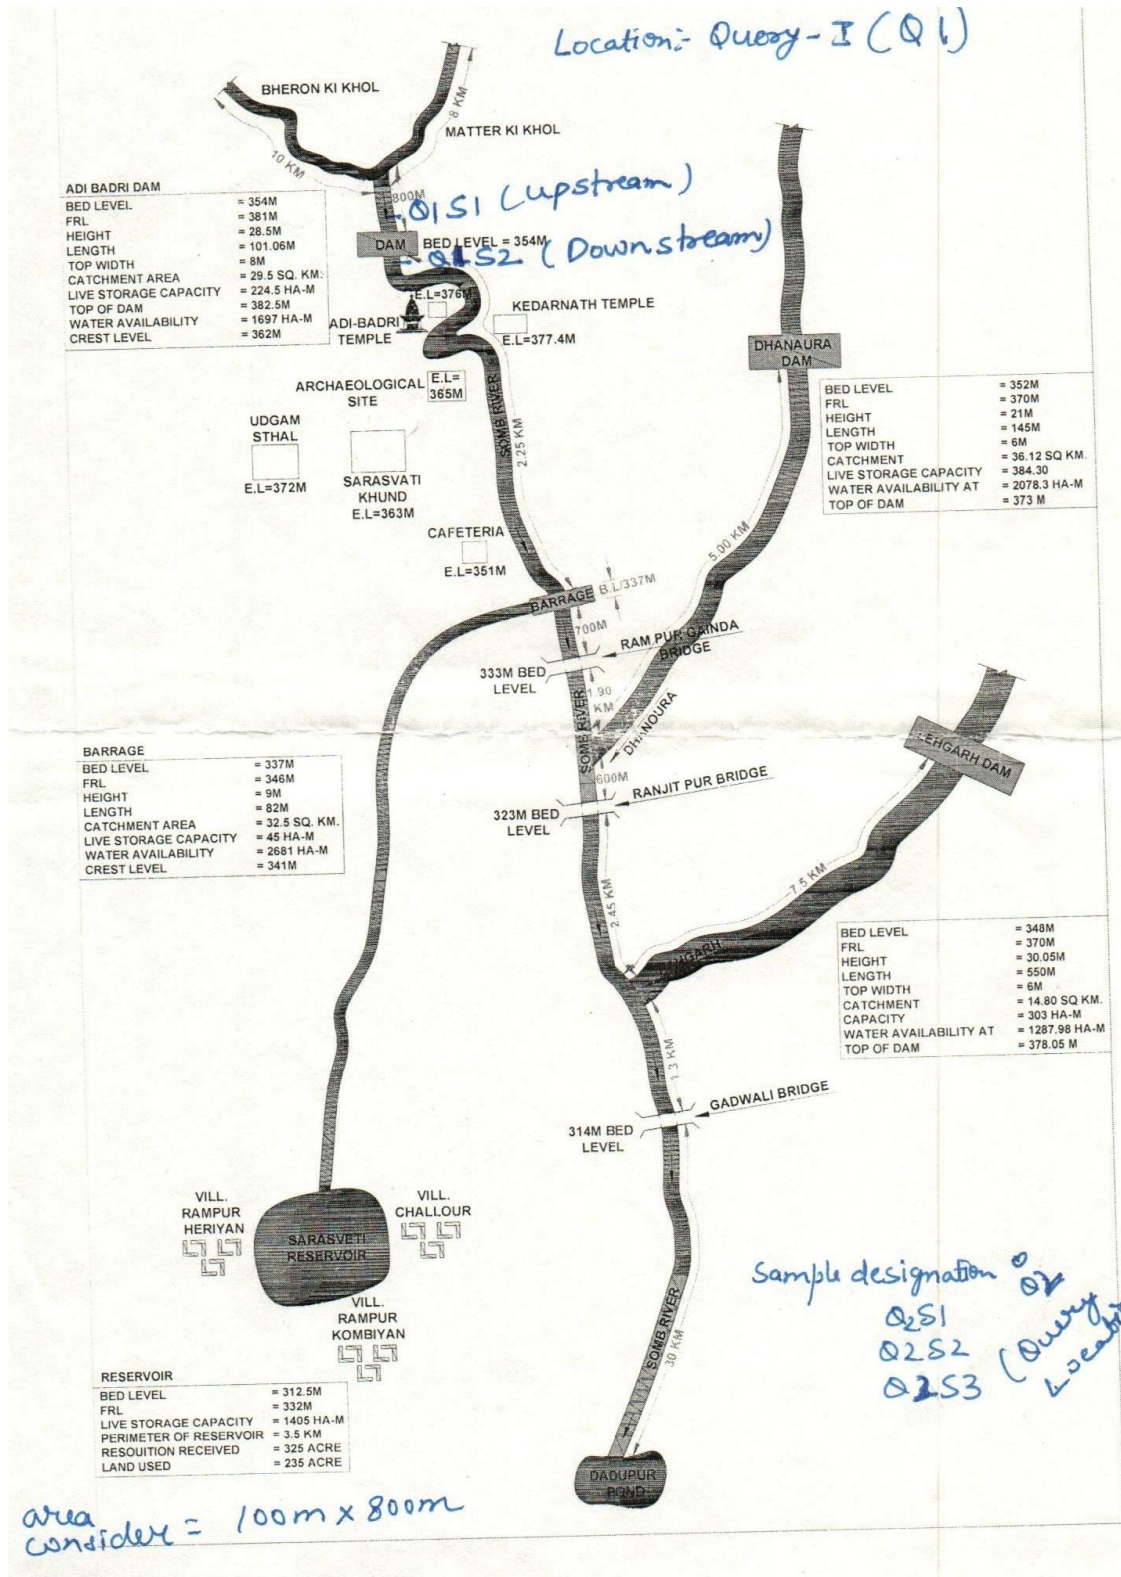 Location:- Query-I (Q1)
BHERON KI KHOL
8 KM
MATTER KI KHOL
10 KM
800M
Q1S1 (Upstream)
ADI BADRI DAM
BED LEVEL = 354M
FRL = 381M
HEIGHT = 28.5M
LENGTH = 101.06M
TOP WIDTH = 8M
CATCHMENT AREA = 29.5 SQ. KM.
LIVE STORAGE CAPACITY = 224.5 HA-M
TOP OF DAM = 382.5M
WATER AVAILABILITY = 1697 HA-M
CREST LEVEL = 362M
DAM
BED LEVEL = 354M
Q1S2 (Downstream)
E.L=376M
ADI-BADRI
TEMPLE
KEDARNATH TEMPLE
E.L=377.4M
DHANAURA
DAM
ARCHAEOLOGICAL
SITE
E.L=
365M
SOMB RIVER
2.25 KM
UDGAM
STHAL
E.L=372M
SARASVATI
KHUND
E.L=363M
BED LEVEL = 352M
FRL = 370M
HEIGHT = 21M
LENGTH = 145M
TOP WIDTH = 6M
CATCHMENT = 36.12 SQ KM.
LIVE STORAGE CAPACITY = 384.30
WATER AVAILABILITY AT = 2078.3 HA-M
TOP OF DAM = 373 M
CAFETERIA
E.L=351M
5.00 KM
BARRAGE
B.L/337M
700M
RAM PUR GAINDA
BRIDGE
333M BED
LEVEL
1.90
KM
SOMB RIVER
DHANOURA
600M
RANJIT PUR BRIDGE
323M BED
LEVEL
LEHGARH DAM
BARRAGE
BED LEVEL = 337M
FRL = 346M
HEIGHT = 9M
LENGTH = 82M
CATCHMENT AREA = 32.5 SQ. KM.
LIVE STORAGE CAPACITY = 45 HA-M
WATER AVAILABILITY = 2681 HA-M
CREST LEVEL = 341M
2.45 KM
7.5 KM
BED LEVEL = 348M
FRL = 370M
HEIGHT = 30.05M
LENGTH = 550M
TOP WIDTH = 6M
CATCHMENT = 14.80 SQ KM.
CAPACITY = 303 HA-M
WATER AVAILABILITY AT = 1287.98 HA-M
TOP OF DAM = 378.05 M
1.3 KM
GADWALI BRIDGE
314M BED
LEVEL
VILL.
RAMPUR
HERIYAN
VILL.
CHALLOUR
SARASVETI
RESERVOIR
VILL.
RAMPUR
KOMBIYAN
SOMB RIVER
30 KM
Sample designation
Q2S1
Q2S2
Q2S3
(Query
RESERVOIR
BED LEVEL = 312.5M
FRL = 332M
LIVE STORAGE CAPACITY = 1405 HA-M
PERIMETER OF RESERVOIR = 3.5 KM
RESOUITION RECEIVED = 325 ACRE
LAND USED = 235 ACRE
DADUPUR
POND
area
consider = 100m x 800m